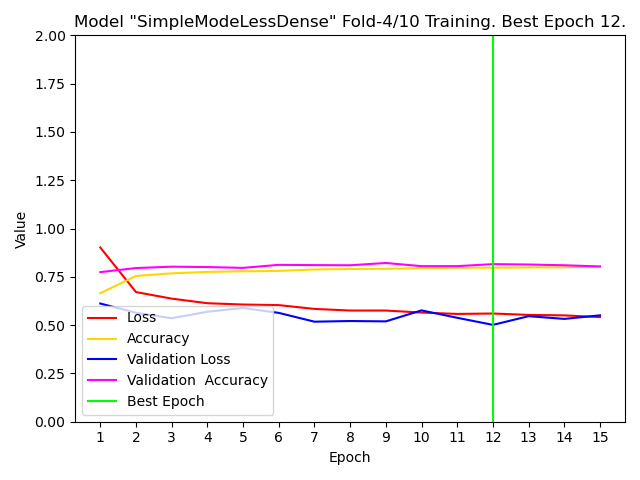 Model "SimpleModeLessDense" Fold-4/10 Training. Best Epoch 12.
2.00
1.75
1.50
1.25
1.00
0.75
0.50
0.25
0.00
Value
Loss
Accuracy
Validation Loss
Validation  Accuracy
Best Epoch
1 2 3 4 5 6 7 8 9 10 11 12 13 14 15
Epoch